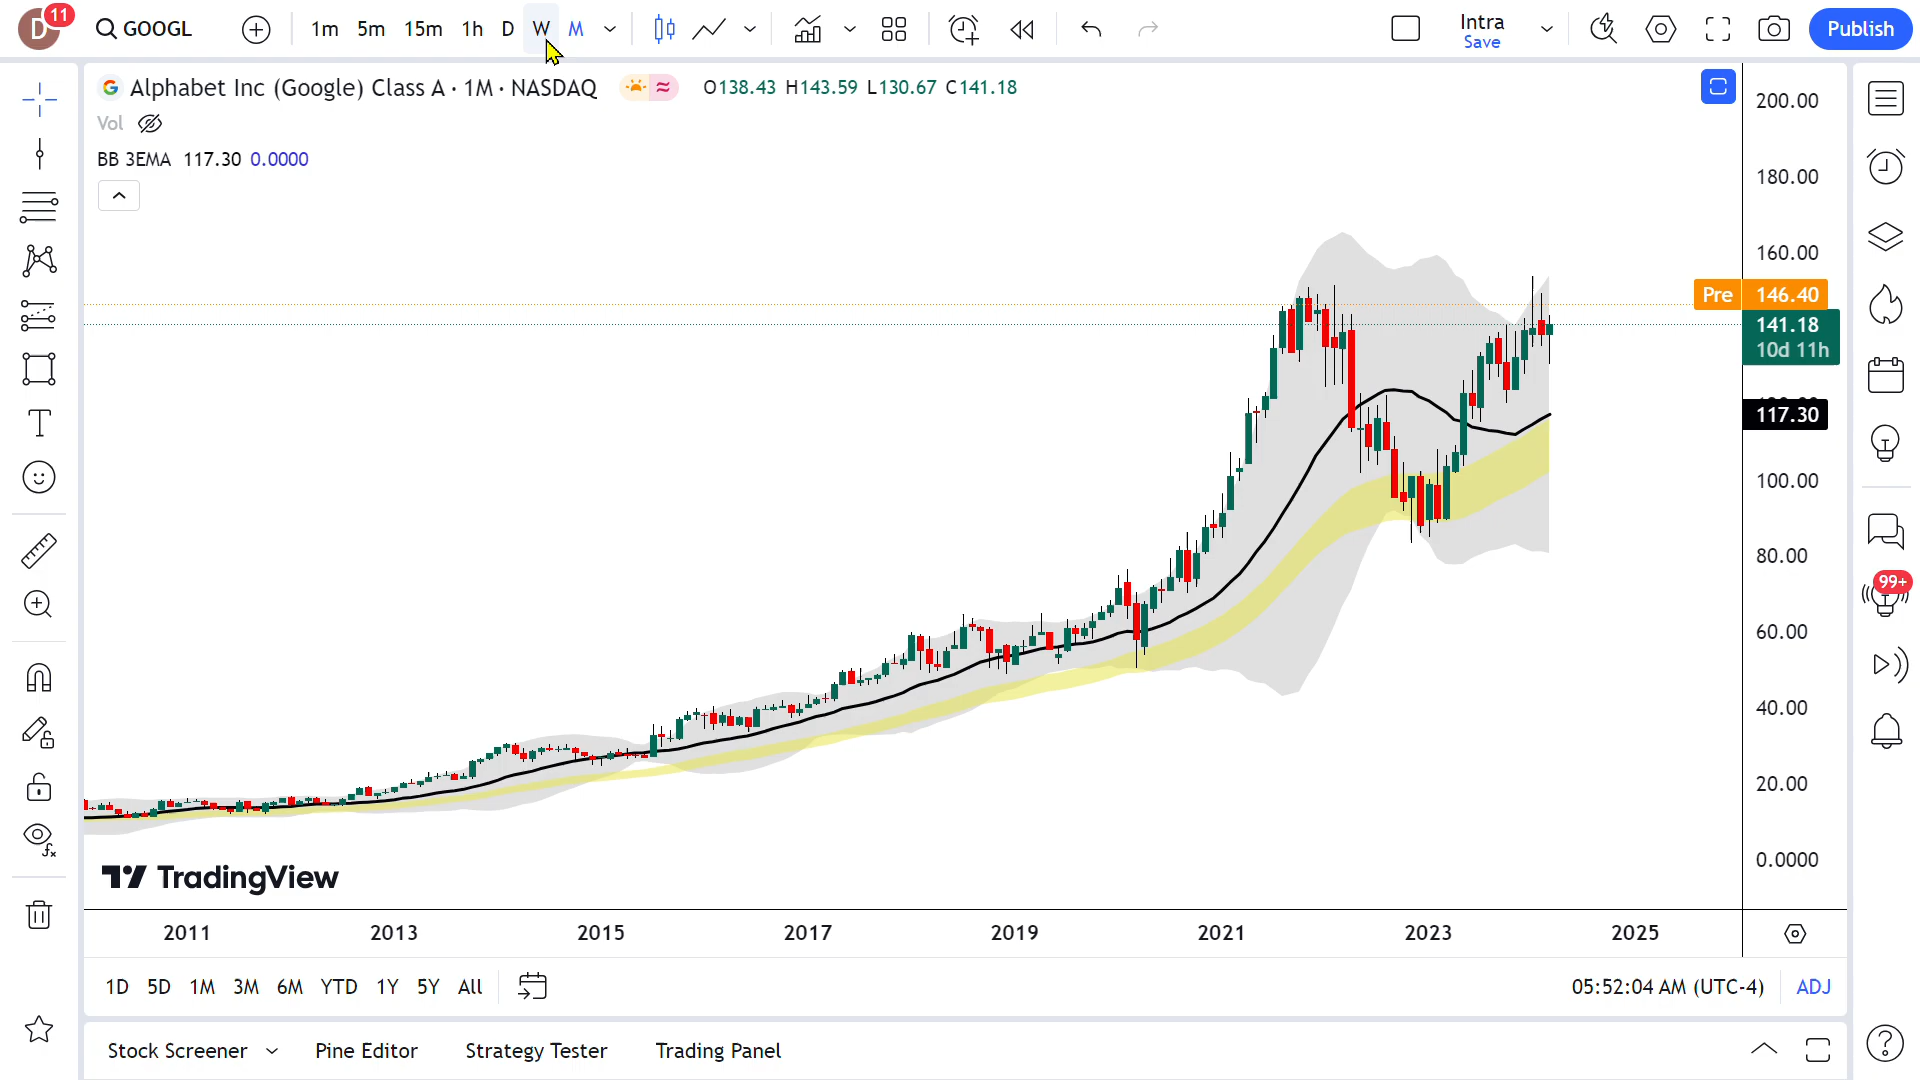 D 11 GOOGL 1m 5m 15m 1h D W M Intra Save Publish
G Alphabet Inc (Google) Class A · 1M · NASDAQ O138.43 H143.59 L130.67 C141.18
Vol
BB 3EMA 117.30 0.0000
200.00
180.00
160.00
Pre 146.40
141.18
10d 11h
117.30
100.00
80.00
99+
60.00
40.00
20.00
0.0000
TradingView
2011 2013 2015 2017 2019 2021 2023 2025
1D 5D 1M 3M 6M YTD 1Y 5Y All 05:52:04 AM (UTC-4) ADJ
Stock Screener Pine Editor Strategy Tester Trading Panel